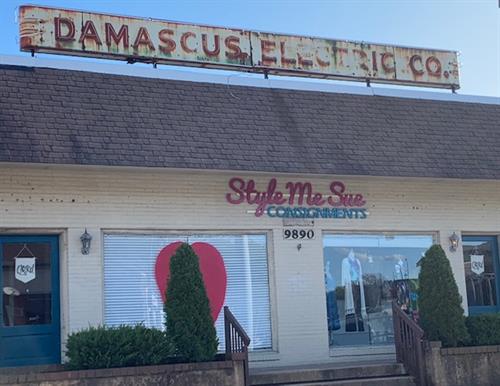 DAMASCUS ELECTRIC CO.
Style Me Sue
CONSIGNMENTS
9890